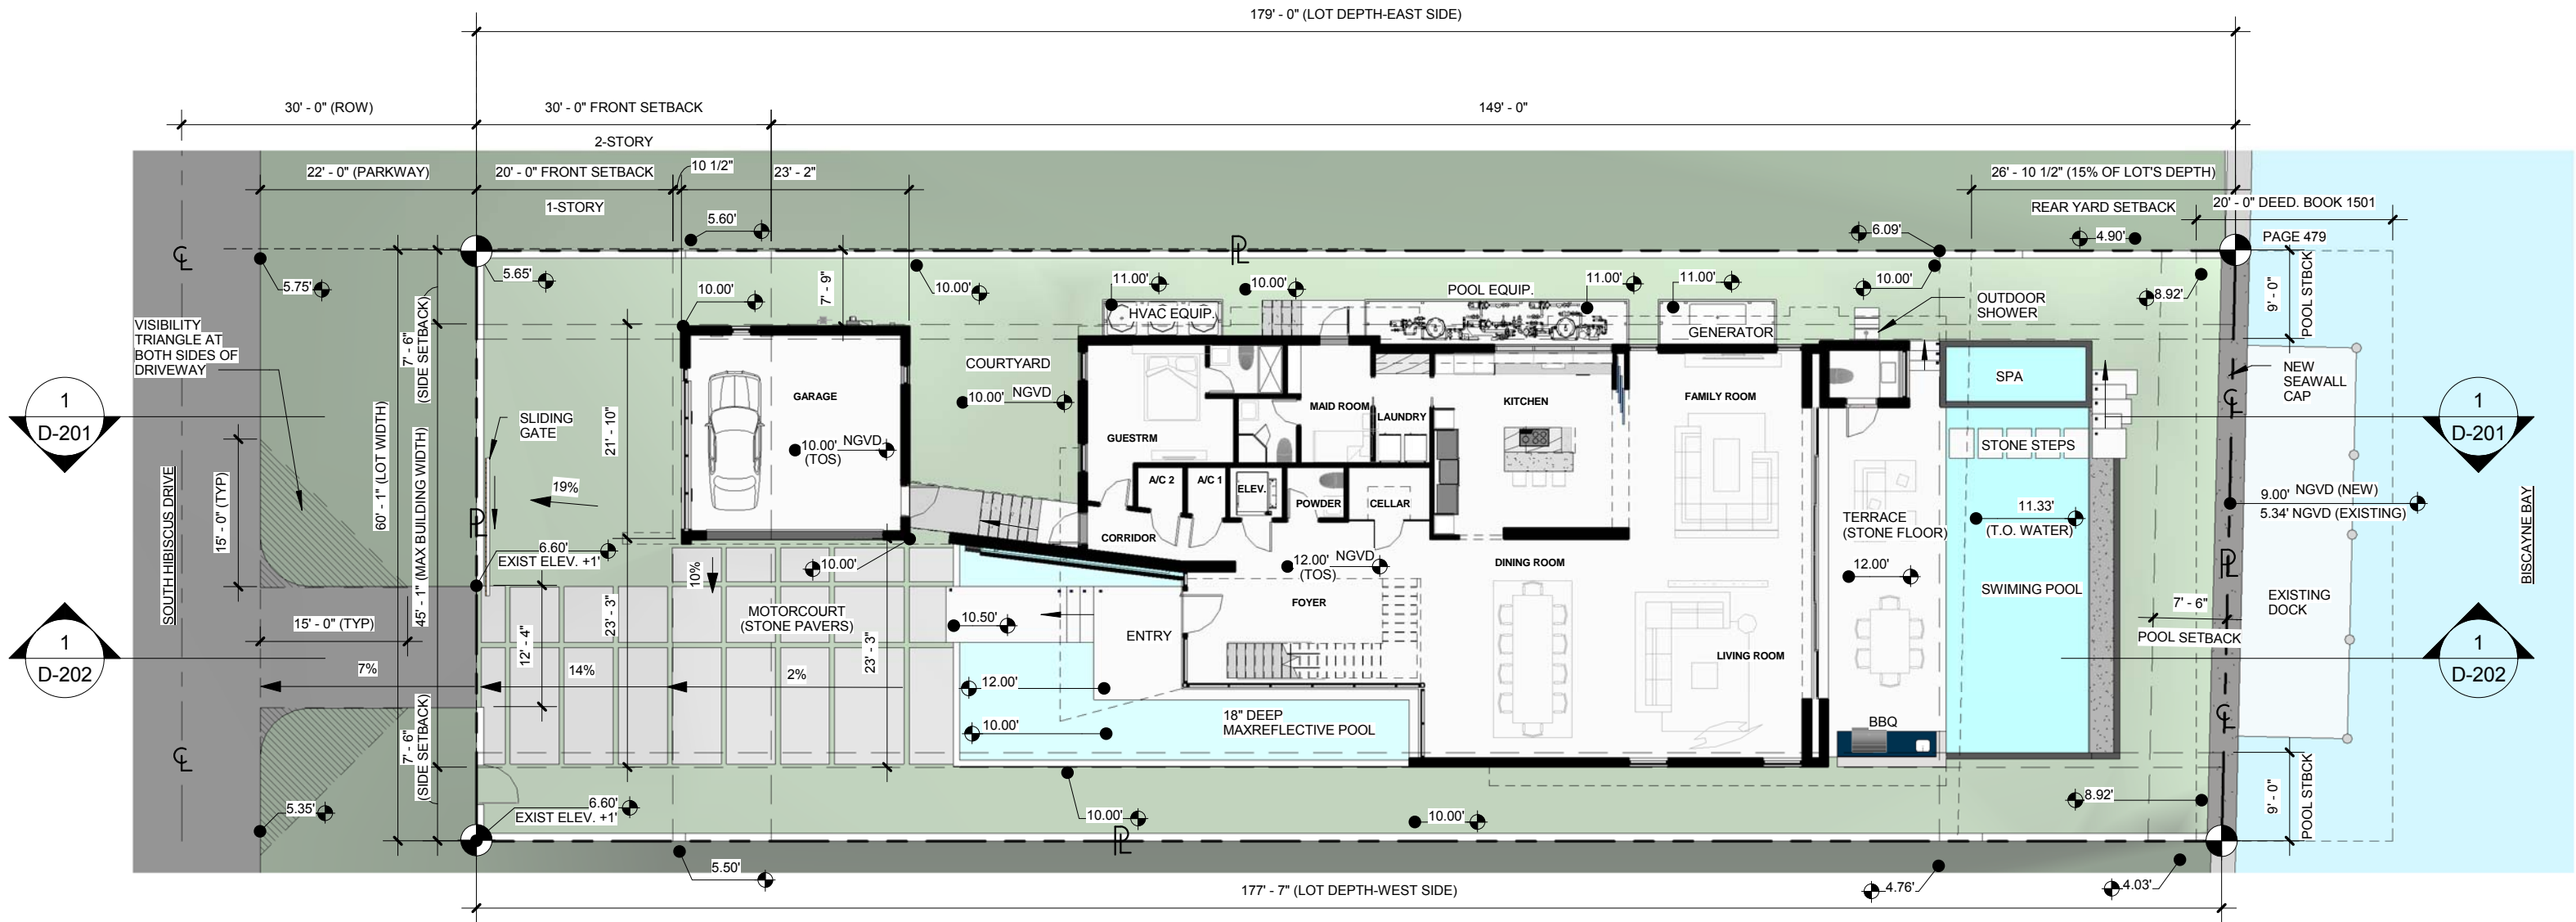 179' - 0" (LOT DEPTH-EAST SIDE)
30' - 0" (ROW)
30' - 0" FRONT SETBACK
149' - 0"
2-STORY
22' - 0" (PARKWAY)
20' - 0" FRONT SETBACK
10 1/2"
23' - 2"
26' - 10 1/2" (15% OF LOT'S DEPTH)
1-STORY
REAR YARD SETBACK
20' - 0" DEED. BOOK 1501
PAGE 479
5.60'
6.09'
4.90'
5.75'
5.65'
10.00'
7' - 9"
10.00'
11.00'
10.00'
11.00'
11.00'
10.00'
8.92'
9' - 0"
POOL STBCK
HVAC EQUIP.
POOL EQUIP.
GENERATOR
OUTDOOR
SHOWER
VISIBILITY
TRIANGLE AT
BOTH SIDES OF
DRIVEWAY
7' - 6"
(SIDE SETBACK)
COURTYARD
10.00' NGVD
GARAGE
10.00' NGVD
(TOS)
GUESTRM
MAID ROOM
LAUNDRY
KITCHEN
FAMILY ROOM
SPA
NEW
SEAWALL
CAP
1
D-201
1
D-201
SLIDING
GATE
21' - 10"
60' - 1" (LOT WIDTH)
45' - 1" (MAX BUILDING WIDTH)
15' - 0" (TYP)
SOUTH HIBISCUS DRIVE
19%
A/C 2
A/C 1
ELEV.
POWDER
CELLAR
STONE STEPS
9.00' NGVD (NEW)
5.34' NGVD (EXISTING)
11.33'
(T.O. WATER)
TERRACE
(STONE FLOOR)
BISCAYNE BAY
6.60'
EXIST ELEV. +1'
10.00'
CORRIDOR
12.00' NGVD
(TOS)
DINING ROOM
12.00'
SWIMING POOL
EXISTING
DOCK
10%
MOTORCOURT
(STONE PAVERS)
10.50'
ENTRY
FOYER
7' - 6"
POOL SETBACK
15' - 0" (TYP)
12' - 4"
23' - 3"
23' - 3"
LIVING ROOM
1
D-202
1
D-202
7%
14%
2%
12.00'
10.00'
18" DEEP
MAXREFLECTIVE POOL
BBQ
7' - 6"
(SIDE SETBACK)
5.35'
6.60'
EXIST ELEV. +1'
10.00'
10.00'
8.92'
9' - 0"
POOL STBCK
5.50'
4.76'
4.03'
177' - 7" (LOT DEPTH-WEST SIDE)